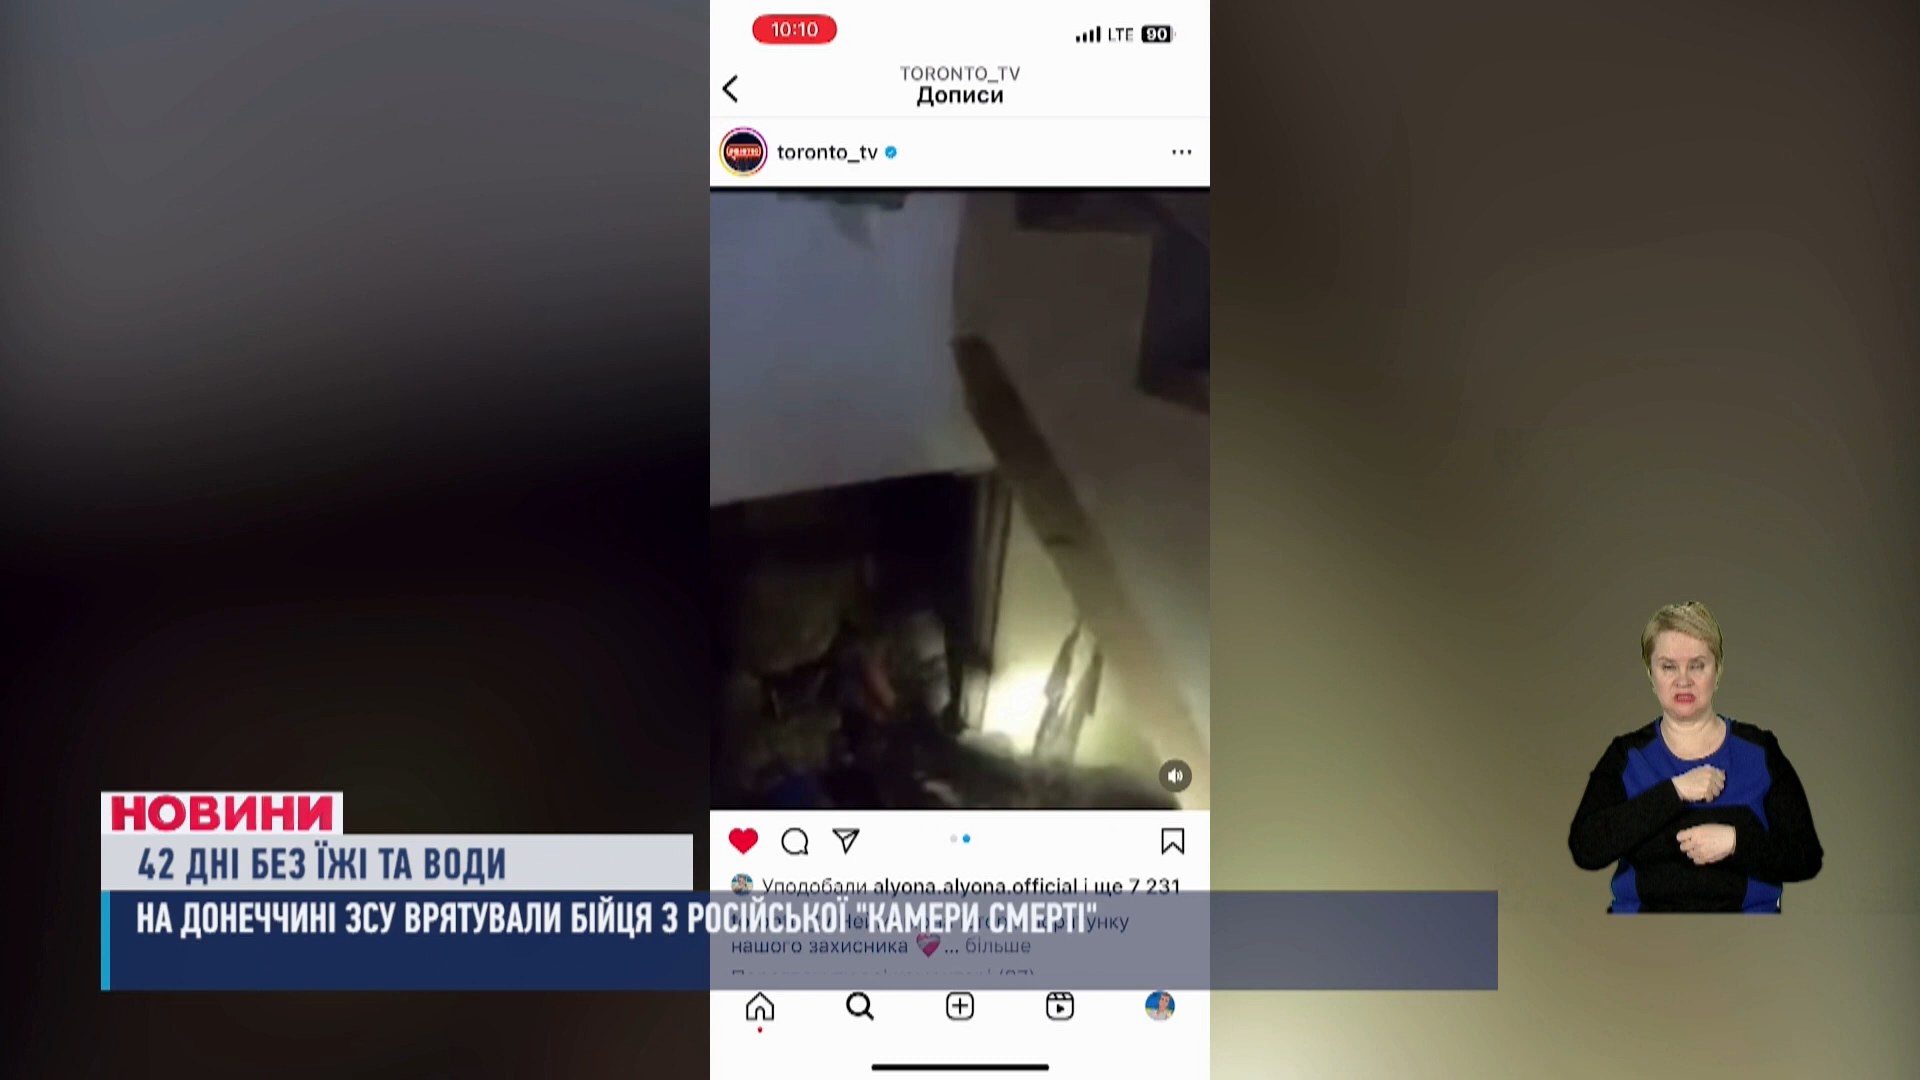 10:10
LTE 90
TORONTO_TV
Дописи
toronto_tv
Уподобали alyona.alyona.official і ще 7 231
нашого захисника ❤️‍🩹... більше
НОВИНИ
42 ДНІ БЕЗ ЇЖІ ТА ВОДИ
НА ДОНЕЧЧИНІ ЗСУ ВРЯТУВАЛИ БІЙЦЯ З РОСІЙСЬКОЇ "КАМЕРИ СМЕРТІ"